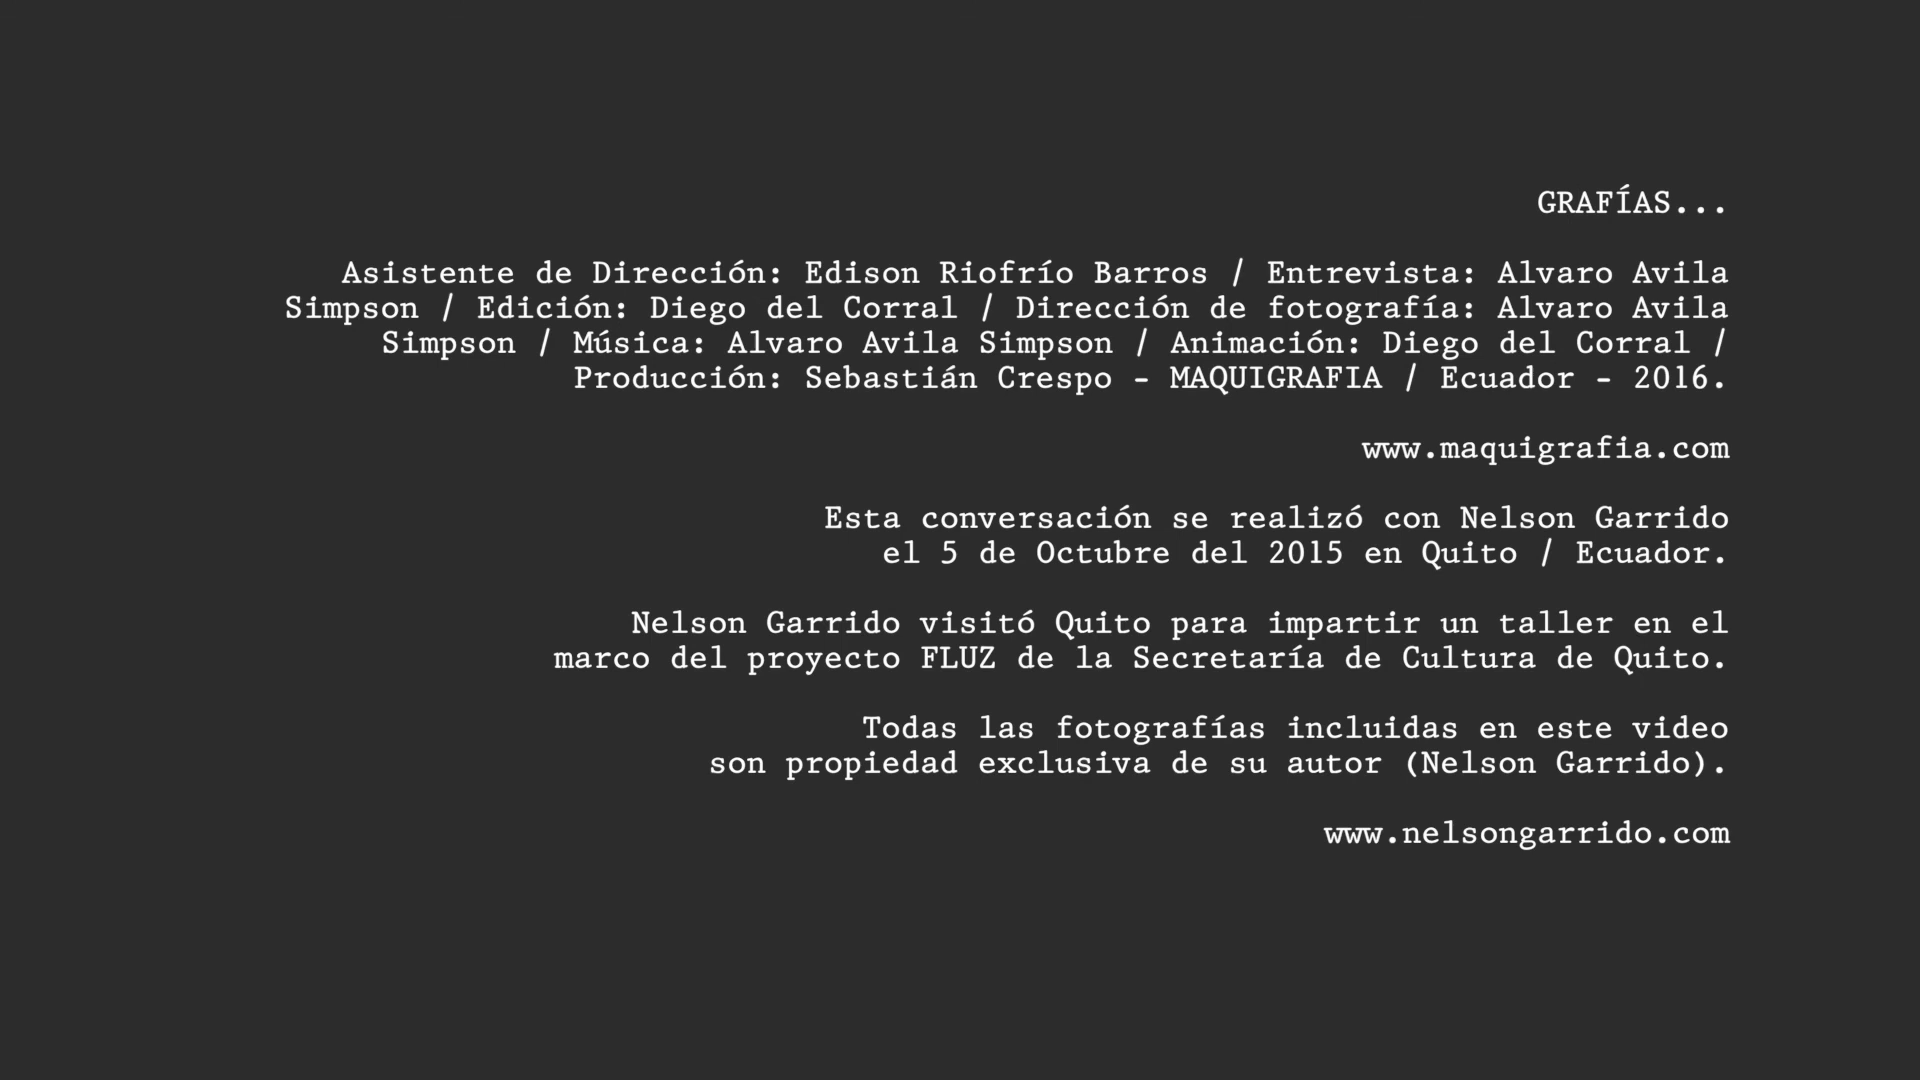 GRAFÍAS...
Asistente de Dirección: Edison Riofrío Barros / Entrevista: Alvaro Avila
Simpson / Edición: Diego del Corral / Dirección de fotografía: Alvaro Avila
Simpson / Música: Alvaro Avila Simpson / Animación: Diego del Corral /
Producción: Sebastián Crespo - MAQUIGRAFIA / Ecuador - 2016.
www.maquigrafia.com
Esta conversación se realizó con Nelson Garrido
el 5 de Octubre del 2015 en Quito / Ecuador.
Nelson Garrido visitó Quito para impartir un taller en el
marco del proyecto FLUZ de la Secretaría de Cultura de Quito.
Todas las fotografías incluidas en este video
son propiedad exclusiva de su autor (Nelson Garrido).
www.nelsongarrido.com